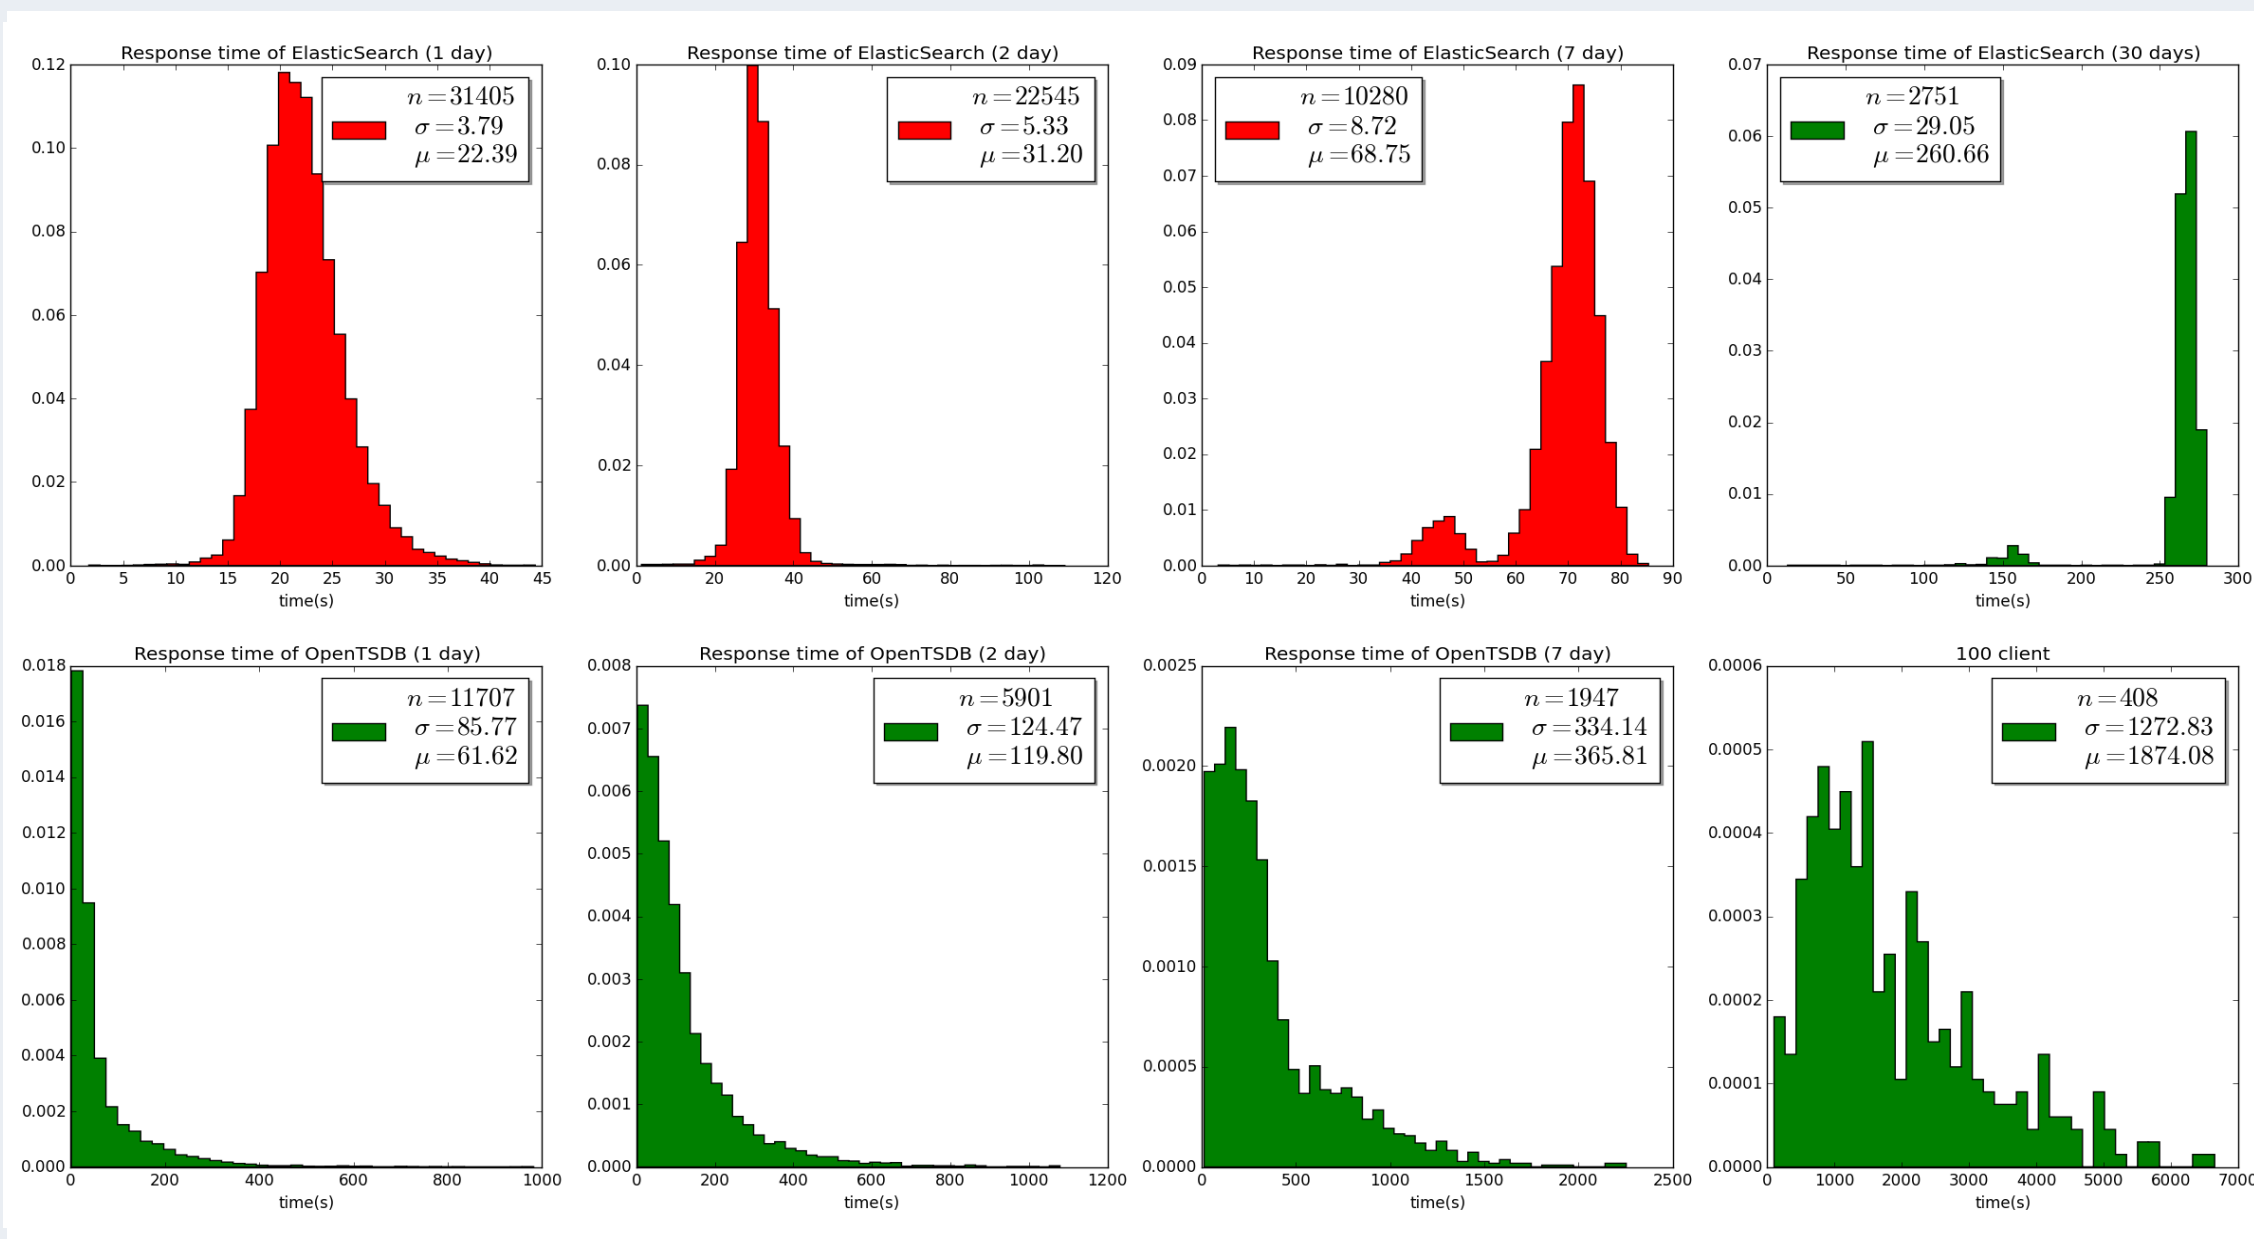 Response time of ElasticSearch (1 day)
0.12
0.10
0.08
0.06
0.04
0.02
0.00
n=31405
σ=3.79
μ=22.39
0 5 10 15 20 25 30 35 40 45
time(s)
Response time of ElasticSearch (2 day)
0.10
0.08
0.06
0.04
0.02
0.00
n=22545
σ=5.33
μ=31.20
0 20 40 60 80 100 120
time(s)
Response time of ElasticSearch (7 day)
0.09
0.08
0.07
0.06
0.05
0.04
0.03
0.02
0.01
0.00
n=10280
σ=8.72
μ=68.75
0 10 20 30 40 50 60 70 80 90
time(s)
Response time of ElasticSearch (30 days)
0.07
0.06
0.05
0.04
0.03
0.02
0.01
0.00
n=2751
σ=29.05
μ=260.66
0 50 100 150 200 250 300
time(s)
Response time of OpenTSDB (1 day)
0.018
0.016
0.014
0.012
0.010
0.008
0.006
0.004
0.002
0.000
n=11707
σ=85.77
μ=61.62
0 200 400 600 800 1000
time(s)
Response time of OpenTSDB (2 day)
0.008
0.007
0.006
0.005
0.004
0.003
0.002
0.001
0.000
n=5901
σ=124.47
μ=119.80
0 200 400 600 800 1000 1200
time(s)
Response time of OpenTSDB (7 day)
0.0025
0.0020
0.0015
0.0010
0.0005
0.0000
n=1947
σ=334.14
μ=365.81
0 500 1000 1500 2000 2500
time(s)
100 client
0.0006
0.0005
0.0004
0.0003
0.0002
0.0001
0.0000
n=408
σ=1272.83
μ=1874.08
0 1000 2000 3000 4000 5000 6000 7000
time(s)